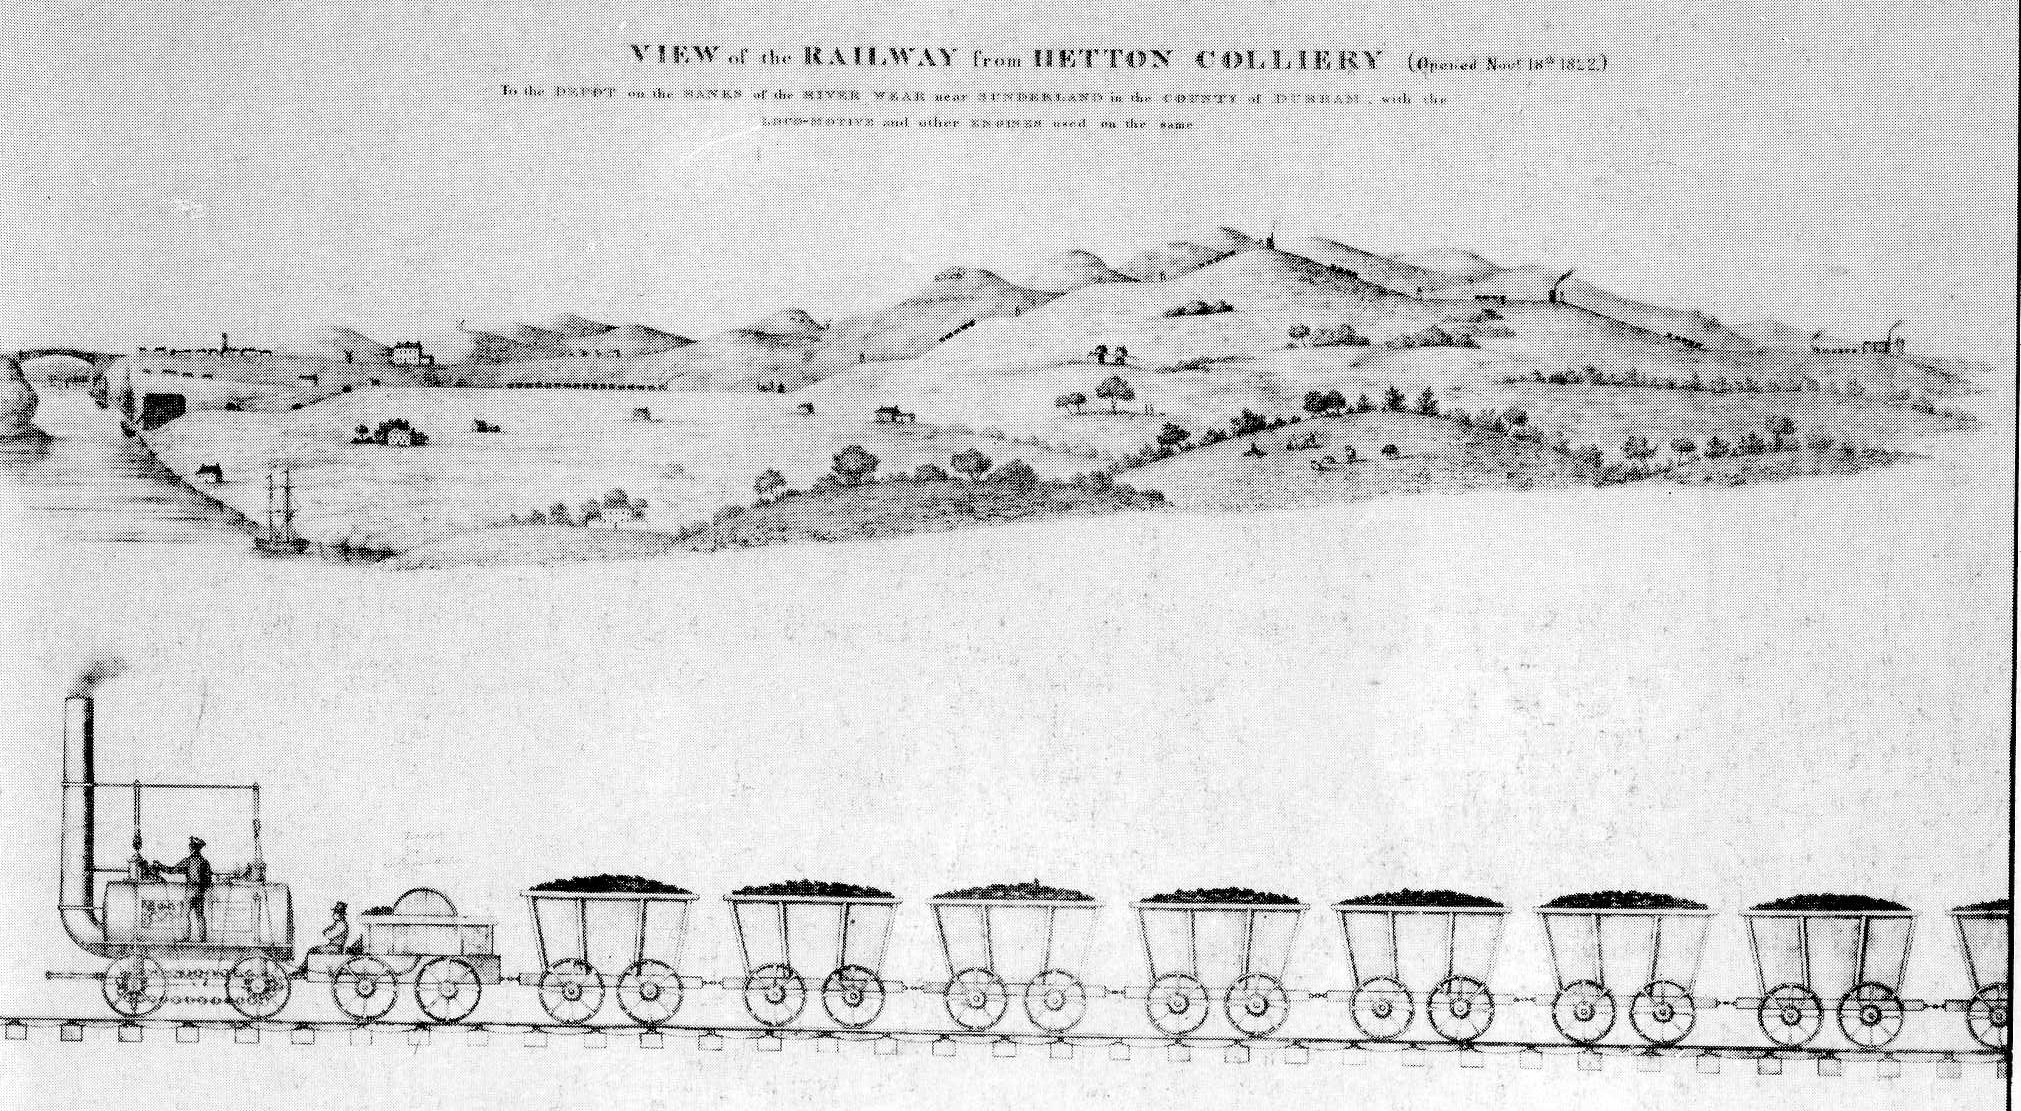 VIEW of the RAILWAY from HETTON COLLIERY (Opened Novr 18th 1822.)
To the DEPOT on the BANKS of the RIVER WEAR near SUNDERLAND in the COUNTY of DURHAM, with the
LOCO-MOTIVE and other ENGINES used on the same